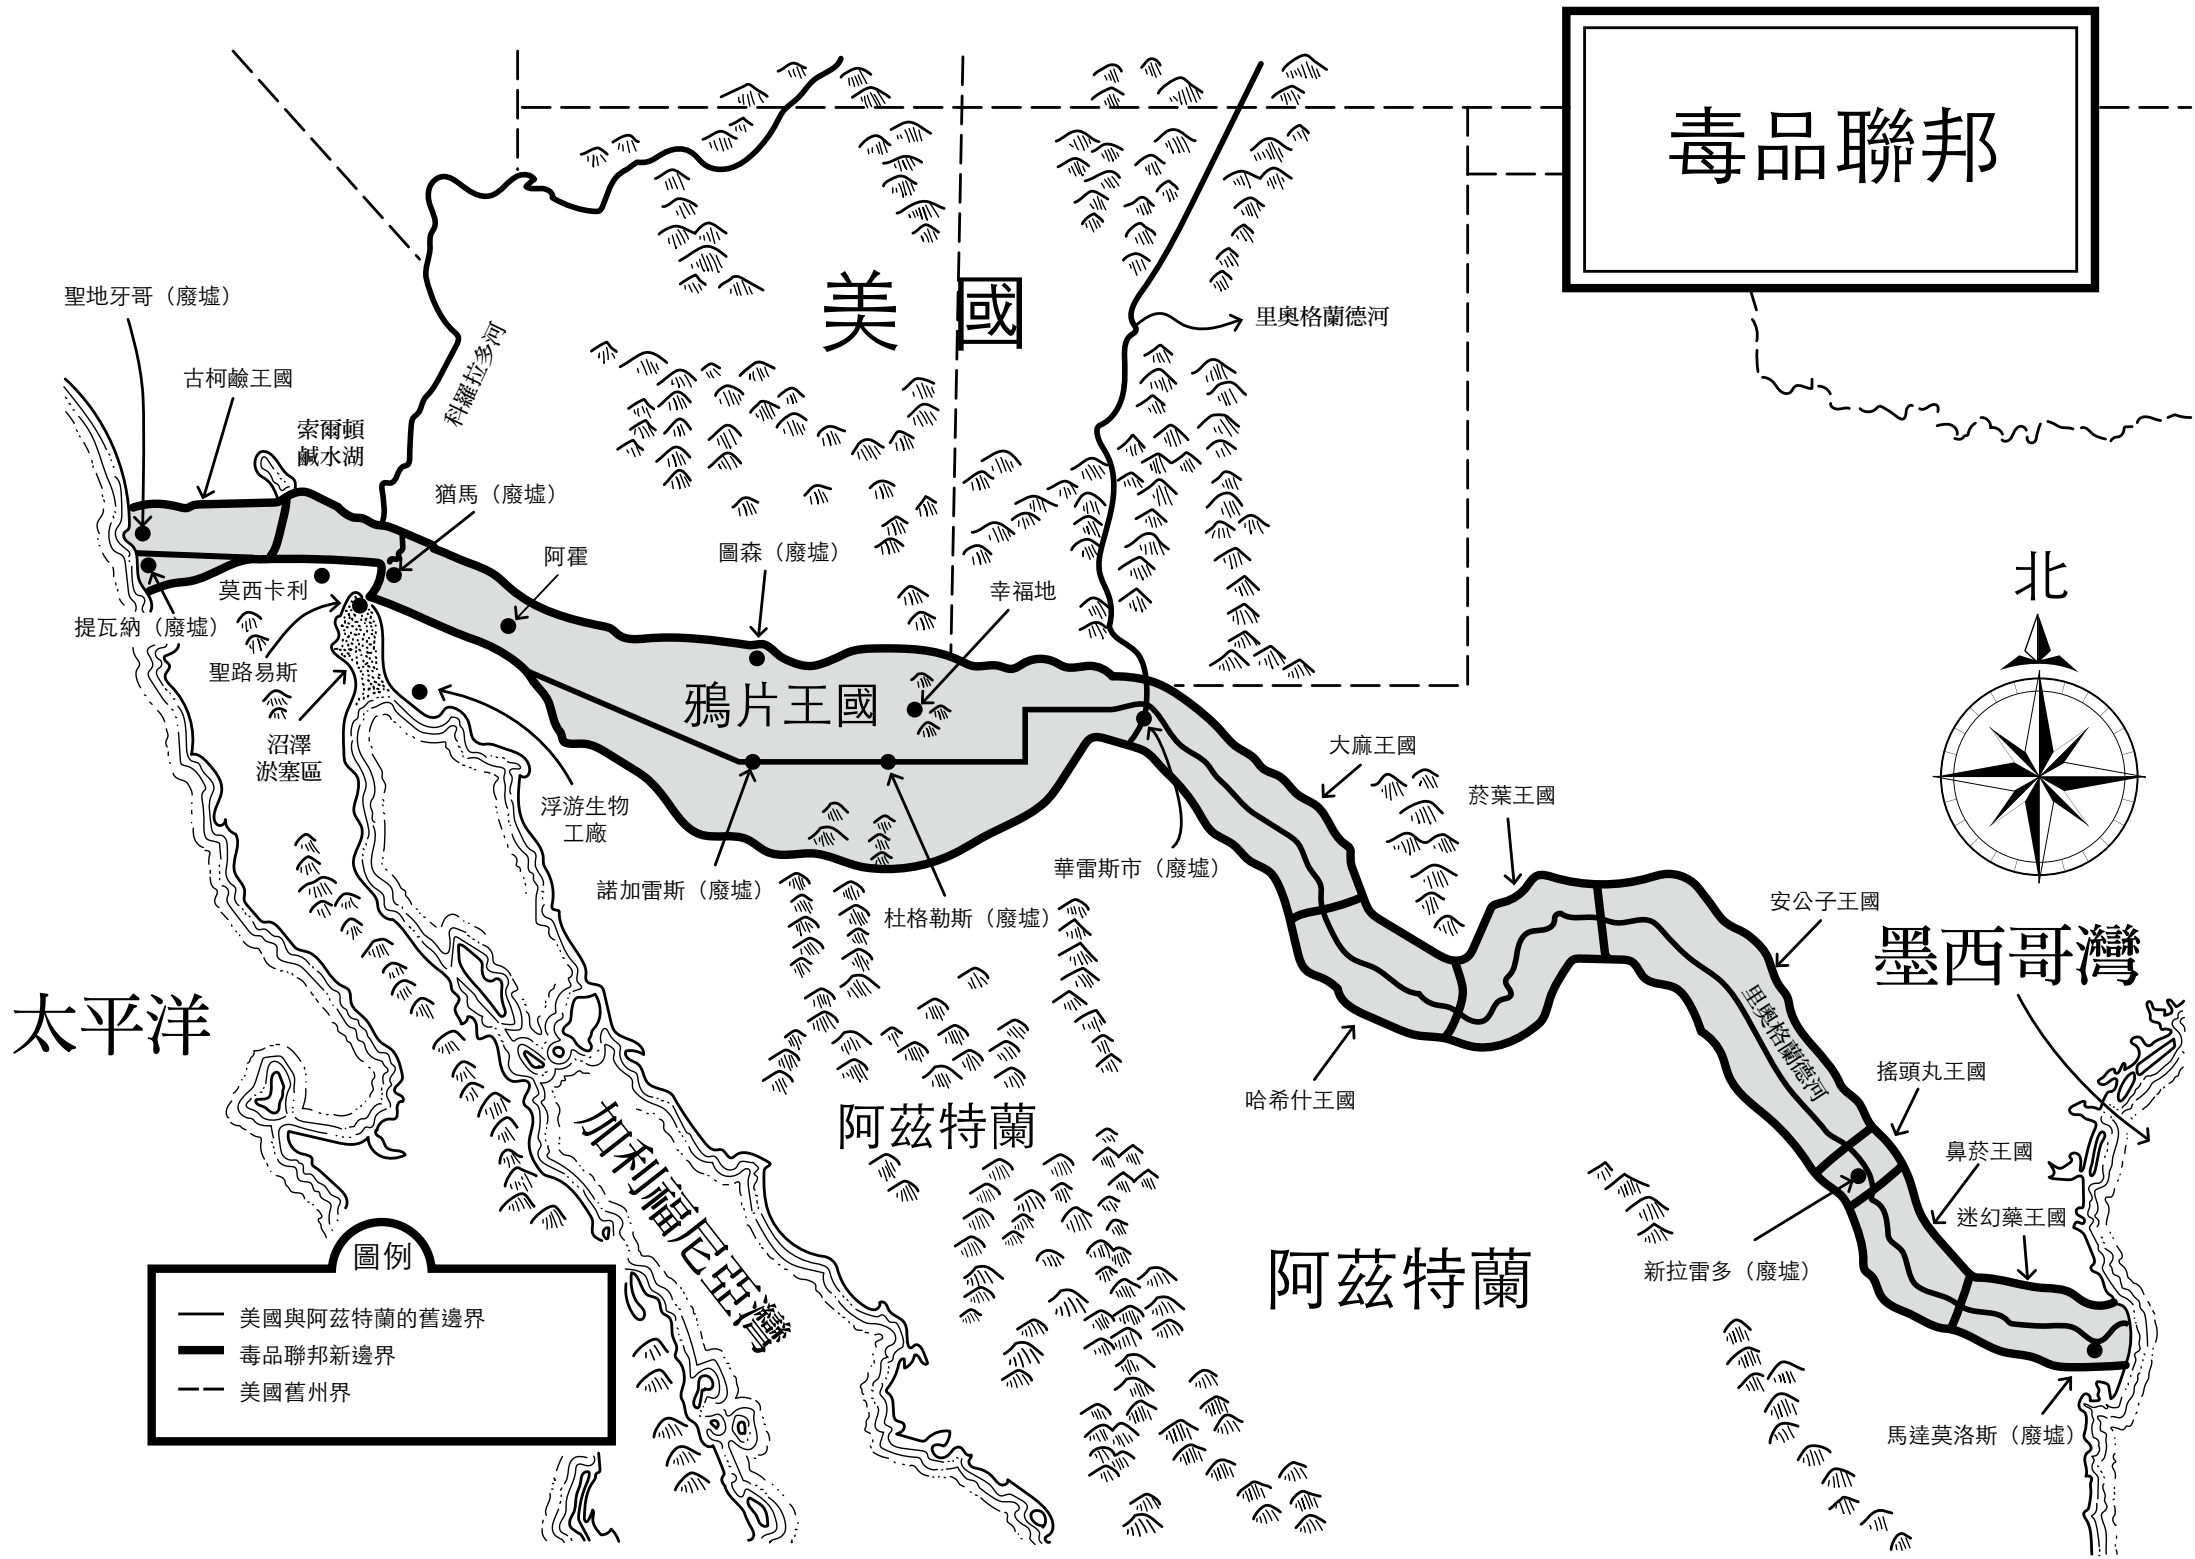 毒品聯邦
美國
里奧格蘭德河
聖地牙哥（廢墟）
古柯鹼王國
科羅拉多河
索爾頓
鹹水湖
猶馬（廢墟）
阿霍
圖森（廢墟）
幸福地
北
莫西卡利
提瓦納（廢墟）
聖路易斯
鴉片王國
沼澤
淤塞區
大麻王國
浮游生物
工廠
菸葉王國
華雷斯市（廢墟）
諾加雷斯（廢墟）
杜格勒斯（廢墟）
安公子王國
墨西哥灣
太平洋
里奧格蘭德河
搖頭丸王國
哈希什王國
阿茲特蘭
加利福尼亞灣
鼻菸王國
迷幻藥王國
阿茲特蘭
新拉雷多（廢墟）
圖例
美國與阿茲特蘭的舊邊界
毒品聯邦新邊界
美國舊州界
馬達莫洛斯（廢墟）